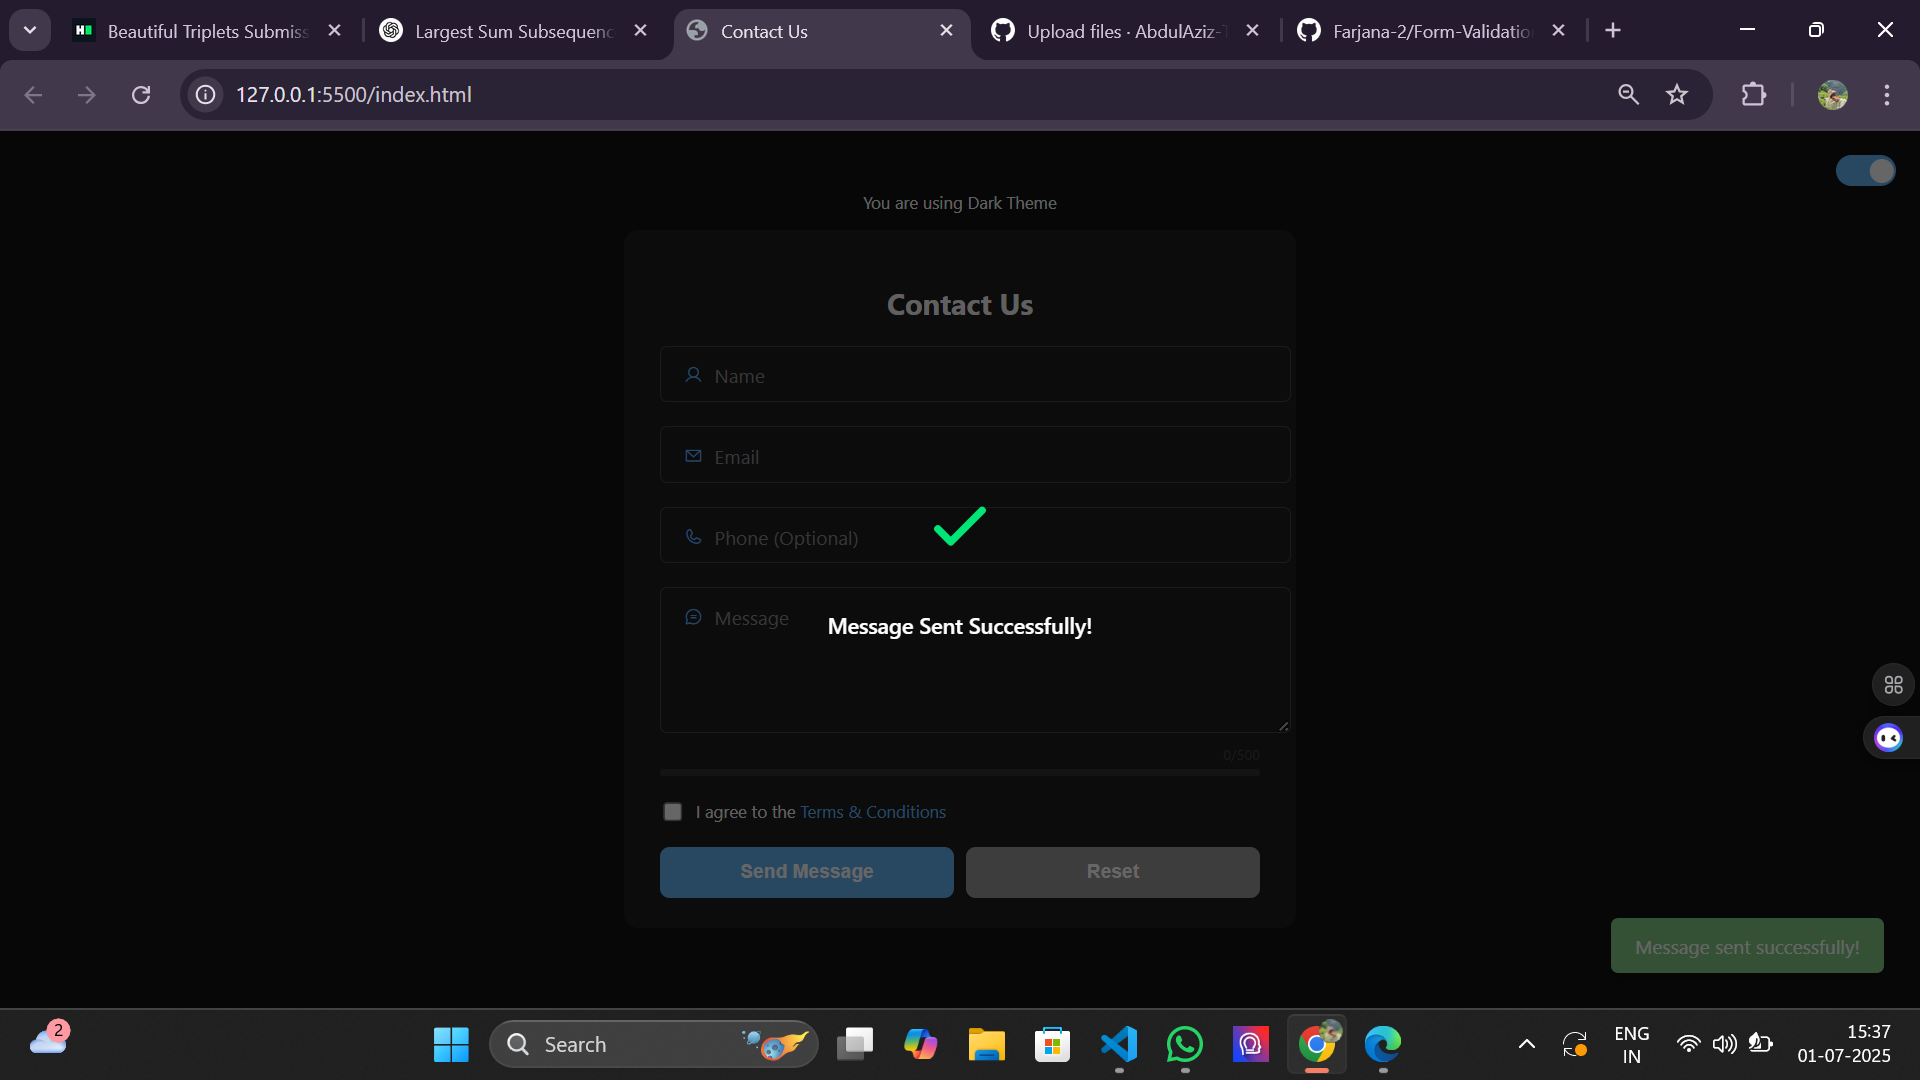 Beautiful Triplets Submiss
Largest Sum Subsequenc
Contact Us
Upload files · AbdulAziz-T
Farjana-2/Form-Validatio
127.0.0.1:5500/index.html
You are using Dark Theme
Contact Us
Name
Email
Phone (Optional)
Message
Message Sent Successfully!
0/500
I agree to the Terms & Conditions
Send Message
Reset
Message sent successfully!
2
Search
ENG
IN
15:37
01-07-2025